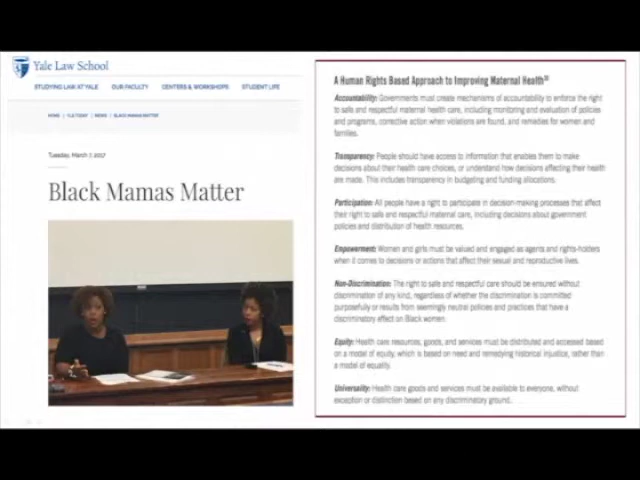 Yale Law School
STUDYING LAW AT YALE   OUR FACULTY   CENTERS & WORKSHOPS   STUDENT LIFE
HOME / YLS TODAY / NEWS / BLACK MAMAS MATTER
Tuesday, March 7, 2017
Black Mamas Matter
A Human Rights Based Approach to Improving Maternal Health
Accountability: Governments must create mechanisms of accountability to enforce the right
to safe and respectful maternal health care, including monitoring and evaluation of policies
and programs, corrective action when violations are found, and remedies for women and
families.
Transparency: People should have access to information that enables them to make
decisions about their health care choices, or understand how decisions affecting their health
are made. This includes transparency in budgeting and funding allocations.
Participation: All people have a right to participate in decision-making processes that affect
their right to safe and respectful maternal care, including decisions about government
policies and distribution of health resources.
Empowerment: Women and girls must be valued and engaged as agents and rights-holders
when it comes to decisions or actions that affect their sexual and reproductive lives.
Non-Discrimination: The right to safe and respectful care should be ensured without
discrimination of any kind, regardless of whether the discrimination is committed
purposefully or results from seemingly neutral policies and practices that have a
discriminatory effect on Black women.
Equity: Health care resources, goods, and services must be distributed and accessed based
on a model of equity, which is based on need and remedying historical injustice, rather than
a model of equality.
Universality: Health care goods and services must be available to everyone, without
exception or distinction based on any discriminatory ground.